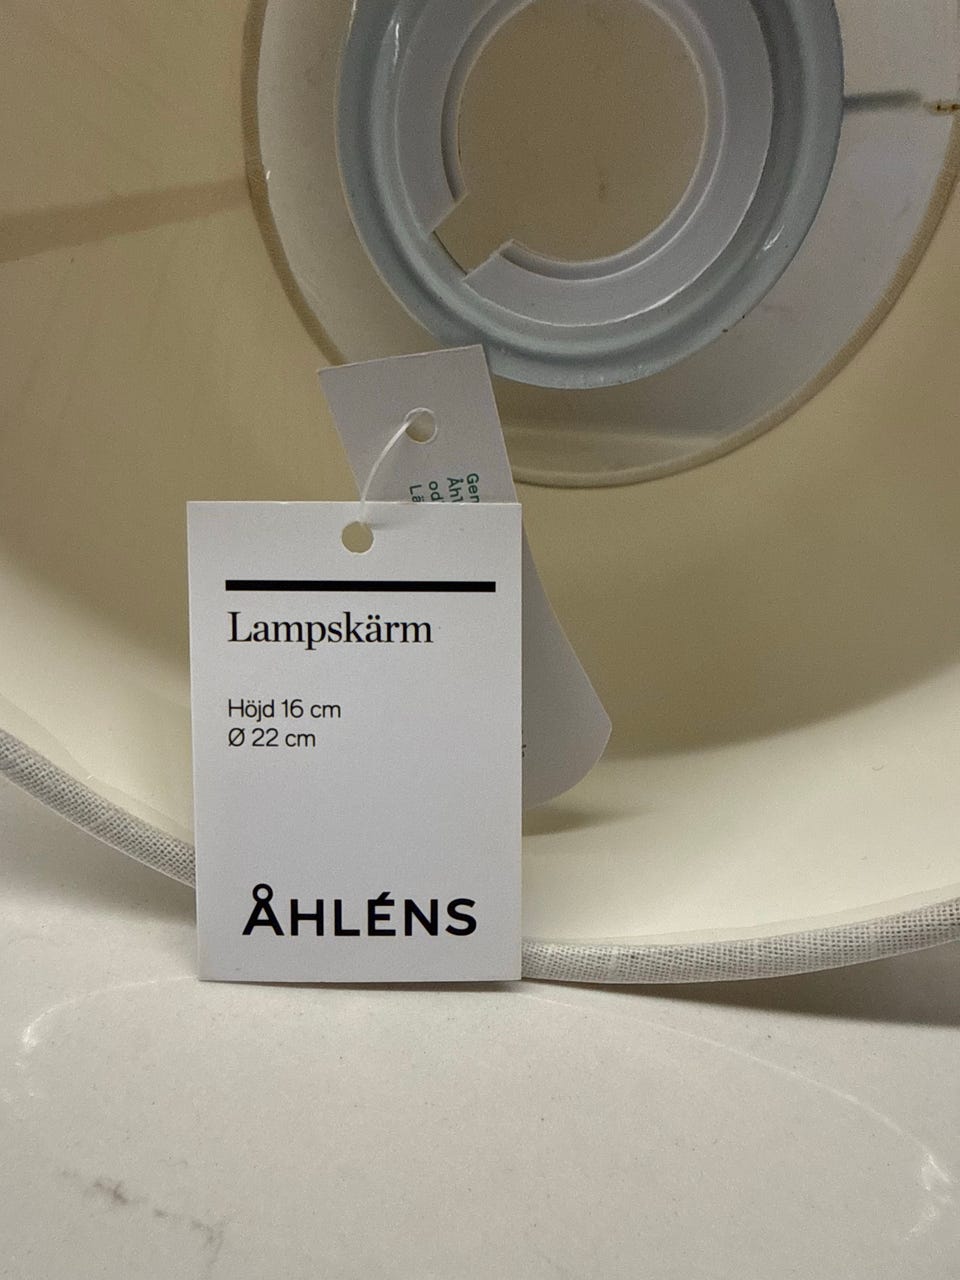 Lampskärm
Höjd 16 cm
Ø 22 cm
ÅHLÉNS